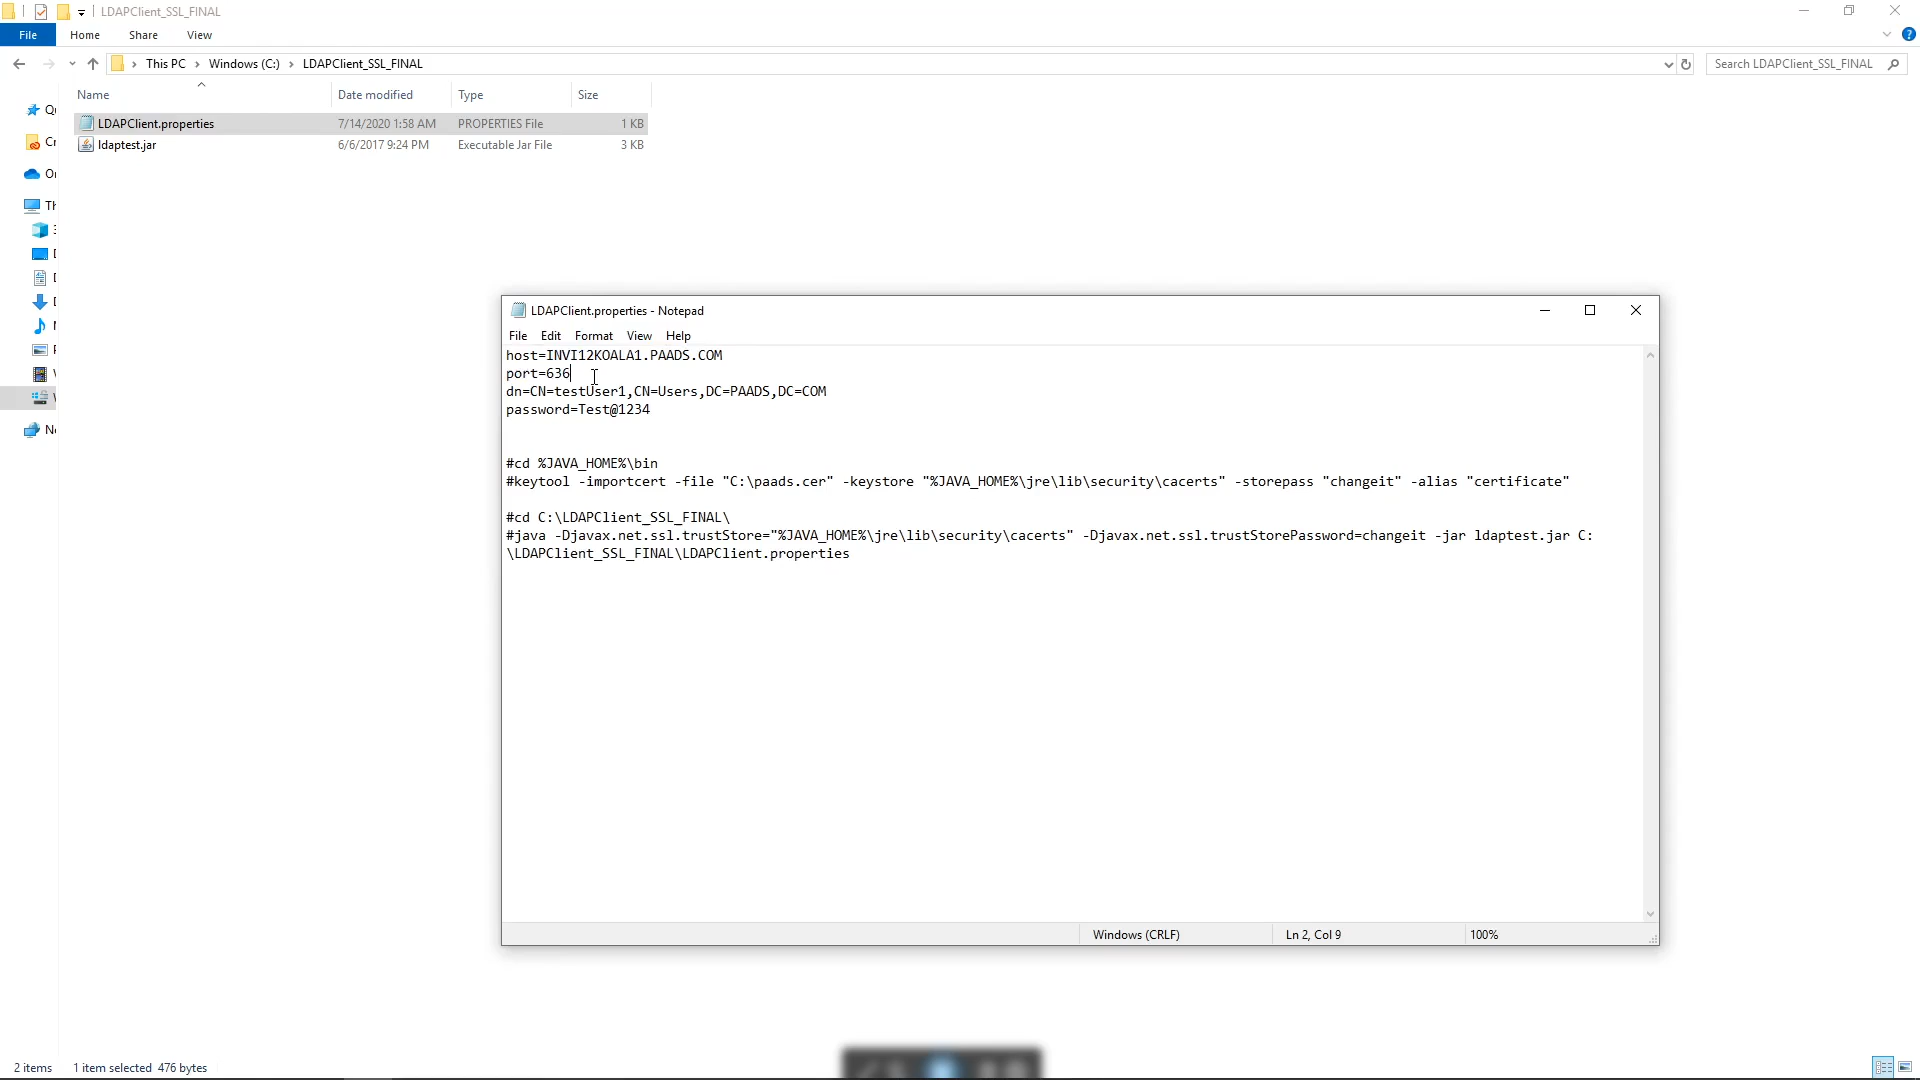 LDAPClient_SSL_FINAL
File Home Share View
This PC Windows (C:) LDAPClient_SSL_FINAL
Search LDAPClient_SSL_FINAL
Name Date modified Type Size
LDAPClient.properties 7/14/2020 1:58 AM PROPERTIES File 1 KB
ldaptest.jar 6/6/2017 9:24 PM Executable Jar File 3 KB
LDAPClient.properties - Notepad
File Edit Format View Help
host=INVI12KOALA1.PAADS.COM
port=636
dn=CN=testUser1,CN=Users,DC=PAADS,DC=COM
password=Test@1234
#cd %JAVA_HOME%\bin
#keytool -importcert -file "C:\paads.cer" -keystore "%JAVA_HOME%\jre\lib\security\cacerts" -storepass "changeit" -alias "certificate"
#cd C:\LDAPClient_SSL_FINAL\
#java -Djavax.net.ssl.trustStore="%JAVA_HOME%\jre\lib\security\cacerts" -Djavax.net.ssl.trustStorePassword=changeit -jar ldaptest.jar C:
\LDAPClient_SSL_FINAL\LDAPClient.properties
Windows (CRLF) Ln 2, Col 9 100%
2 items 1 item selected 476 bytes